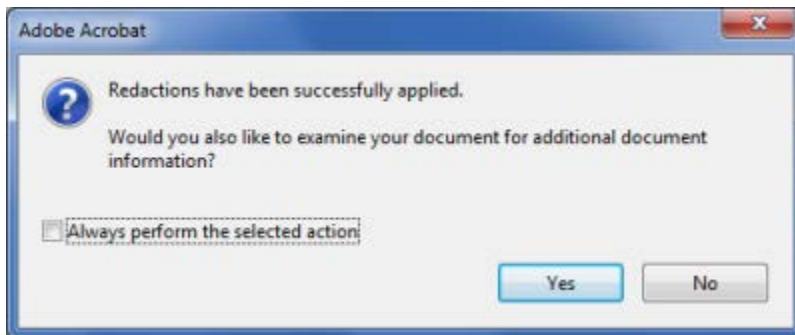 Adobe Acrobat
Redactions have been successfully applied.
Would you also like to examine your document for additional document
information?
Always perform the selected action
Yes
No